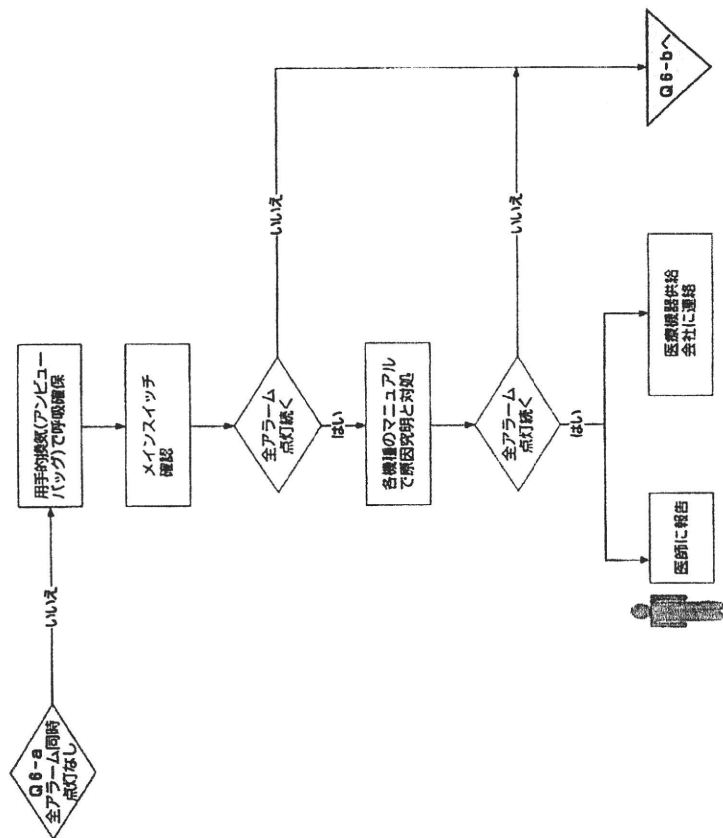 Q6-a
全アラーム同時
点灯なし
いいえ
用手的換気(アンビュー
バッグ)で呼吸確保
メインスイッチ
確認
全アラーム
点灯続く
いいえ
はい
各機種のマニュアル
で原因究明と対処
全アラーム
点灯続く
いいえ
はい
医師に報告
医療機器供給
会社に連絡
Q6-bへ